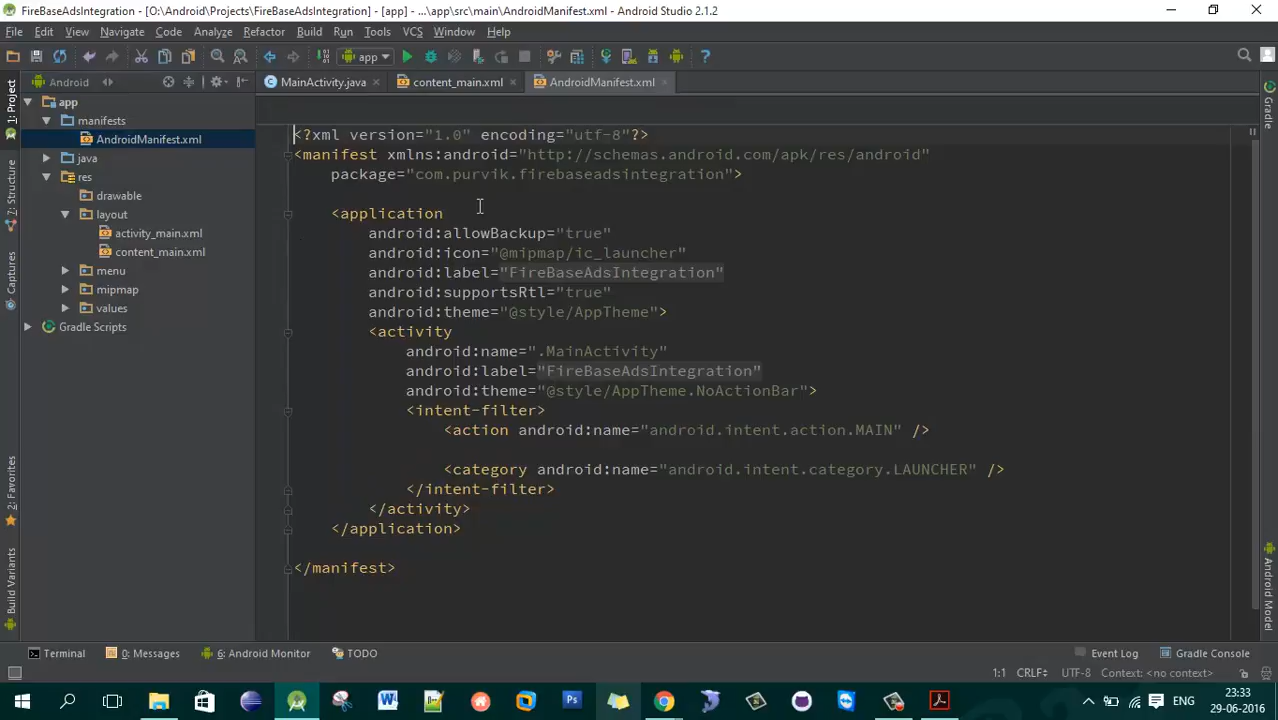 FireBaseAdsIntegration - [O:\Android\Projects\FireBaseAdsIntegration] - [app] - ...\app\src\main\AndroidManifest.xml - Android Studio 2.1.2
File Edit View Navigate Code Analyze Refactor Build Run Tools VCS Window Help
app
Android
MainActivity.java
content_main.xml
AndroidManifest.xml
1: Project
7: Structure
Captures
2: Favorites
Build Variants
app
manifests
AndroidManifest.xml
java
res
drawable
layout
activity_main.xml
content_main.xml
menu
mipmap
values
Gradle Scripts
<?xml version="1.0" encoding="utf-8"?>
<manifest xmlns:android="http://schemas.android.com/apk/res/android"
package="com.purvik.firebaseadsintegration">
<application
android:allowBackup="true"
android:icon="@mipmap/ic_launcher"
android:label="FireBaseAdsIntegration"
android:supportsRtl="true"
android:theme="@style/AppTheme">
<activity
android:name=".MainActivity"
android:label="FireBaseAdsIntegration"
android:theme="@style/AppTheme.NoActionBar">
<intent-filter>
<action android:name="android.intent.action.MAIN" />
<category android:name="android.intent.category.LAUNCHER" />
</intent-filter>
</activity>
</application>
</manifest>
Gradle
Android Model
Terminal
0: Messages
6: Android Monitor
TODO
Event Log
Gradle Console
1:1 CRLF UTF-8 Context: <no context>
W
Ps
ENG
23:33
29-06-2016